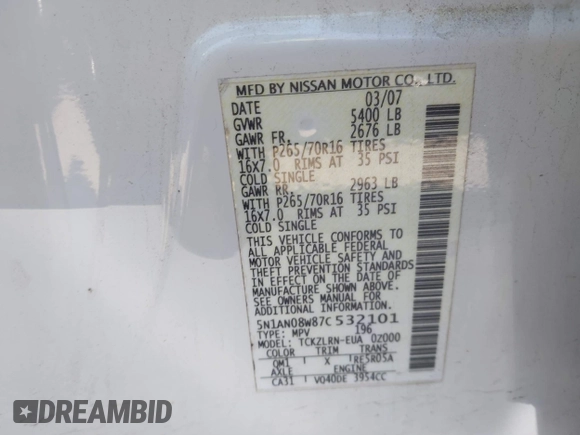 MFD BY NISSAN MOTOR CO., LTD.
DATE 03/07
GVWR 5400 LB
GAWR FR. 2676 LB
WITH P265/70R16 TIRES
16X7.0 RIMS AT 35 PSI
COLD SINGLE
GAWR RR. 2963 LB
WITH P265/70R16 TIRES
16X7.0 RIMS AT 35 PSI
COLD SINGLE
THIS VEHICLE CONFORMS TO
ALL APPLICABLE FEDERAL
MOTOR VEHICLE SAFETY AND
THEFT PREVENTION STANDARDS
IN EFFECT ON THE DATE OF
MANUFACTURE SHOWN ABOVE.
SEE OWNERS MANUAL FOR
ADDITIONAL INFORMATION.
5N1AN08W87C532101
TYPE: MPV 196
MODEL: TCKZLRN-EUA 02000
COLOR TRIM TRANS
QM1 X RE5R05A
AXLE ENGINE
CA31 VQ40DE 3954CC
DREAMBID